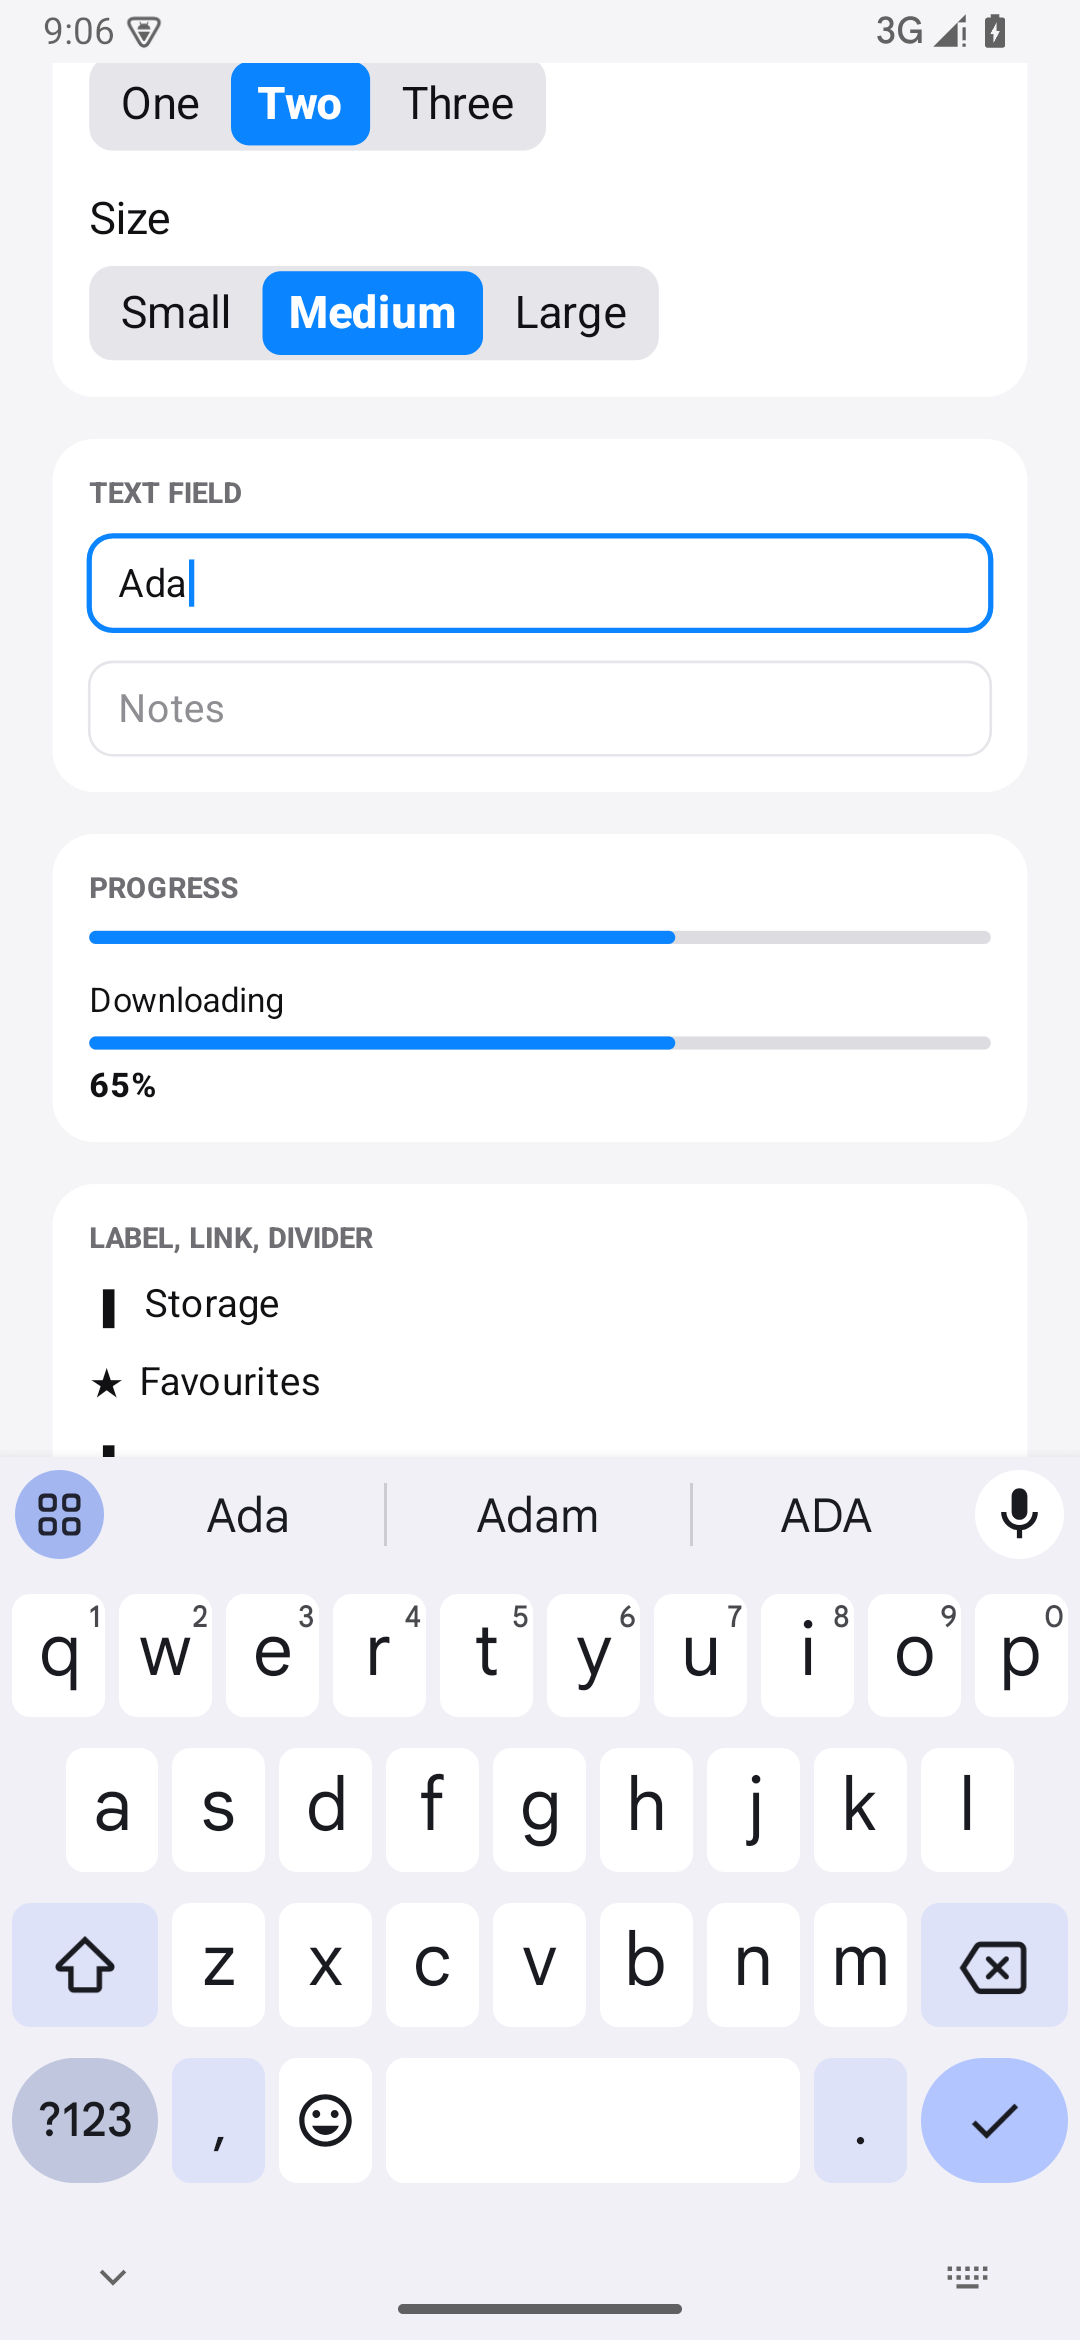 9:06 3G
One Two Three
Size
Small Medium Large
TEXT FIELD
Ada
Notes
PROGRESS
Downloading
65%
LABEL, LINK, DIVIDER
Storage
★ Favourites
Ada Adam ADA
q1 w2 e3 r4 t5 y6 u7 i8 o9 p0
a s d f g h j k l
z x c v b n m
?123 , .